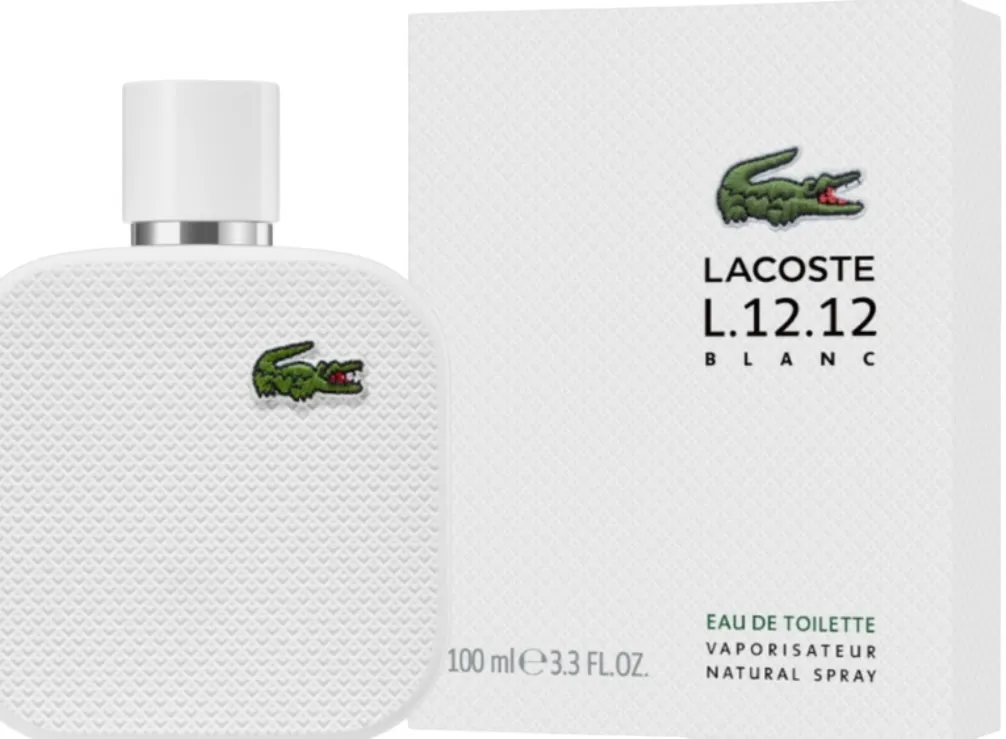 LACOSTE
L.12.12
BLANC
EAU DE TOILETTE
VAPORISATEUR
NATURAL SPRAY
100 ml ℮ 3.3 FL.OZ.